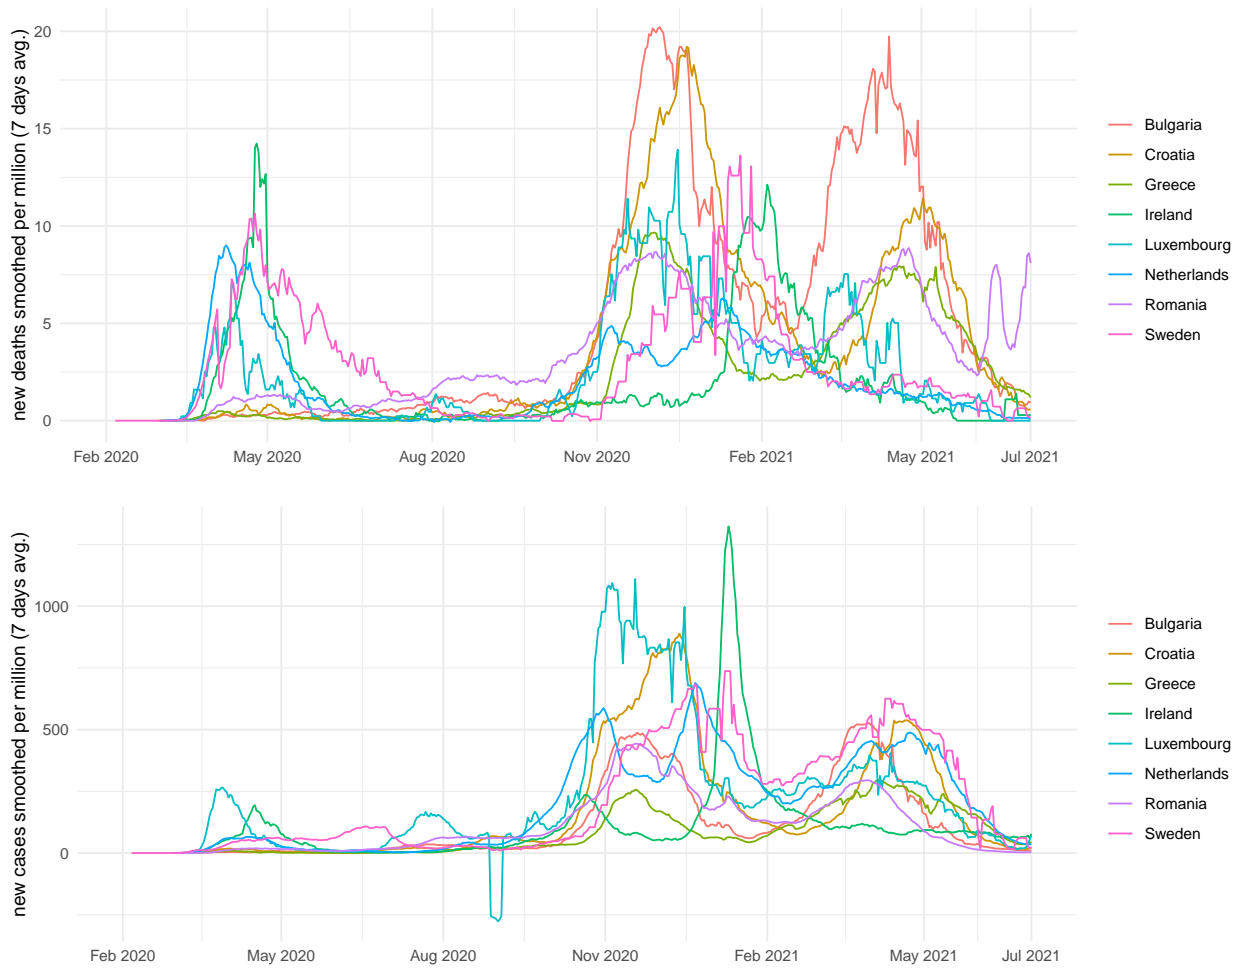 new deaths smoothed per million (7 days avg.)
20
15
10
5
0
Feb 2020
May 2020
Aug 2020
Nov 2020
Feb 2021
May 2021
Jul 2021
Bulgaria
Croatia
Greece
Ireland
Luxembourg
Netherlands
Romania
Sweden
new cases smoothed per million (7 days avg.)
1000
500
0
Feb 2020
May 2020
Aug 2020
Nov 2020
Feb 2021
May 2021
Jul 2021
Bulgaria
Croatia
Greece
Ireland
Luxembourg
Netherlands
Romania
Sweden